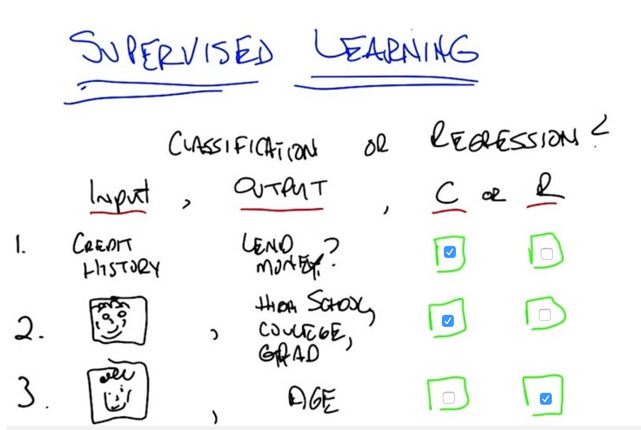 SUPERVISED LEARNING
CLASSIFICATION OR REGRESSION?
INPUT, OUTPUT, C OR R
1. CREDIT HISTORY LEND MONEY? 
2. , HIGH SCHOOL, COLLEGE, GRAD
3. , AGE